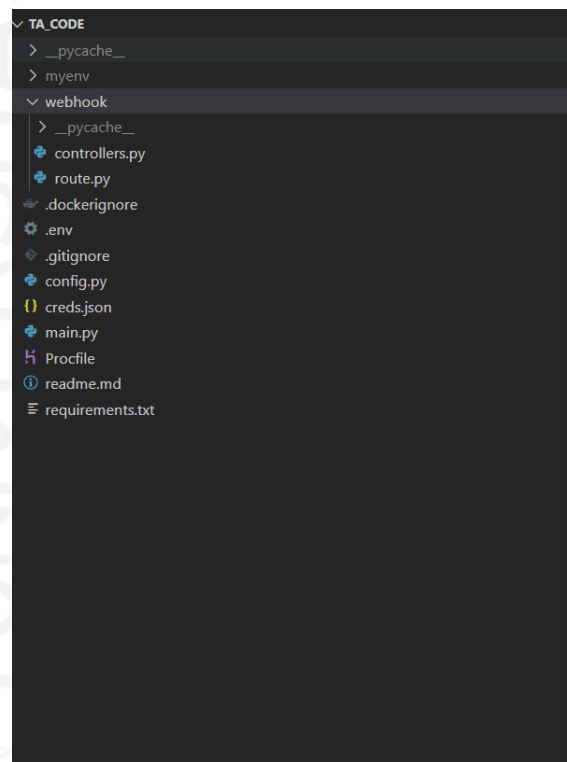 TA_CODE
__pycache__
myenv
webhook
__pycache__
controllers.py
route.py
.dockerignore
.env
.gitignore
config.py
creds.json
main.py
Procfile
readme.md
requirements.txt